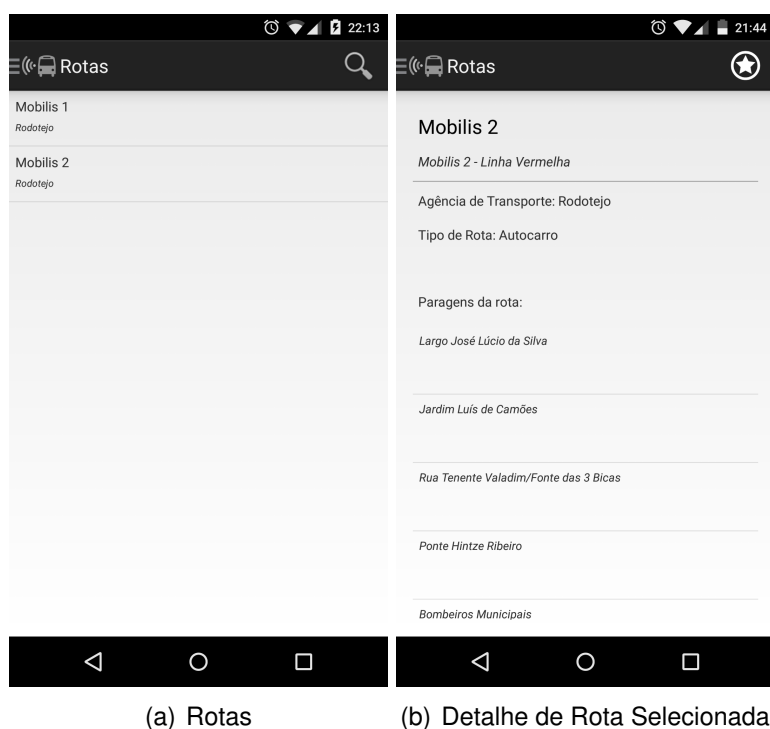 22:13
Rotas
Mobilis 1
Rodotejo
Mobilis 2
Rodotejo
(a) Rotas
21:44
Rotas
Mobilis 2
Mobilis 2 - Linha Vermelha
Agência de Transporte: Rodotejo
Tipo de Rota: Autocarro
Paragens da rota:
Largo José Lúcio da Silva
Jardim Luís de Camões
Rua Tenente Valadim/Fonte das 3 Bicas
Ponte Hintze Ribeiro
Bombeiros Municipais
(b) Detalhe de Rota Selecionada